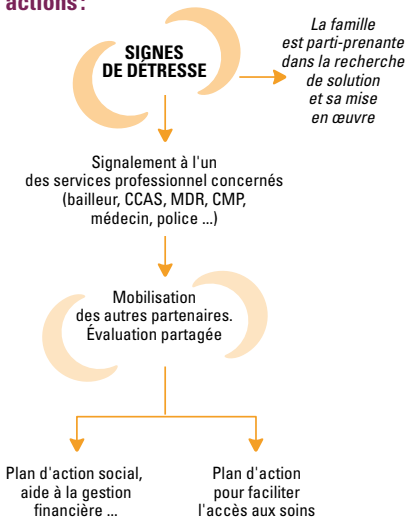 actions :
SIGNES
DE DÉTRESSE
La famille
est parti-prenante
dans la recherche
de solution
et sa mise
en œuvre
Signalement à l'un
des services professionnel concernés
(bailleur, CCAS, MDR, CMP,
médecin, police ...)
Mobilisation
des autres partenaires.
Évaluation partagée
Plan d'action social,
aide à la gestion
financière ...
Plan d'action
pour faciliter
l'accès aux soins